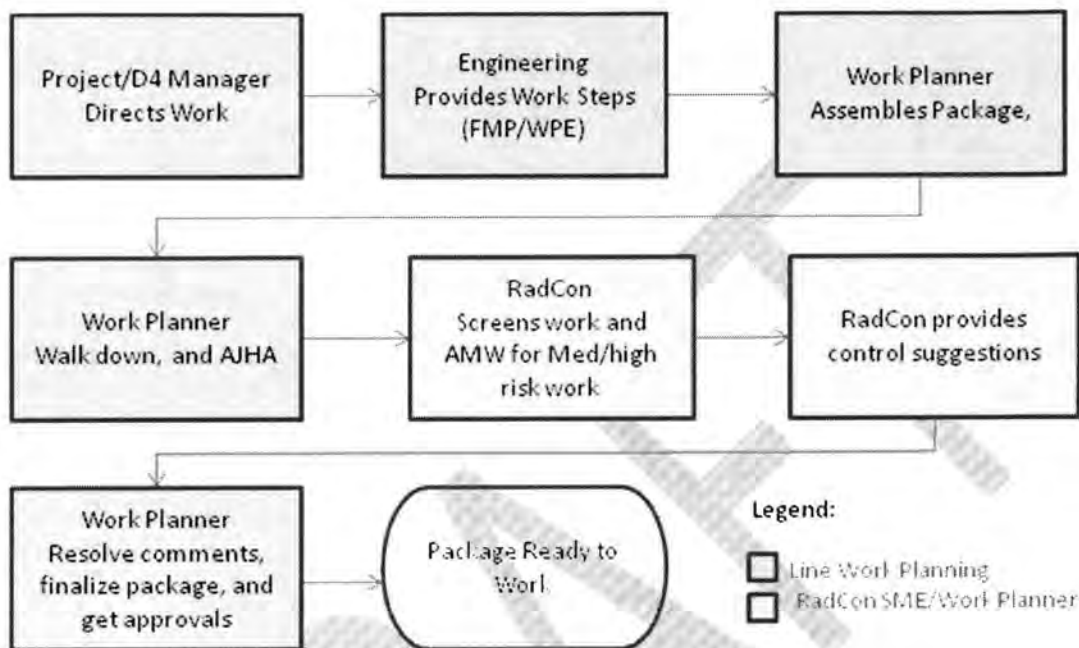 Project/D4 Manager
Directs Work
Engineering
Provides Work Steps
(FMP/WPE)
Work Planner
Assembles Package,
Work Planner
Walk down, and AJHA
RadCon
Screens work and
AMW for Med/high
risk work
RadCon provides
control suggestions
Work Planner
Resolve comments,
finalize package, and
get approvals
Package Ready to
Work
Legend:
Line Work Planning
RadCon SME/Work Planner